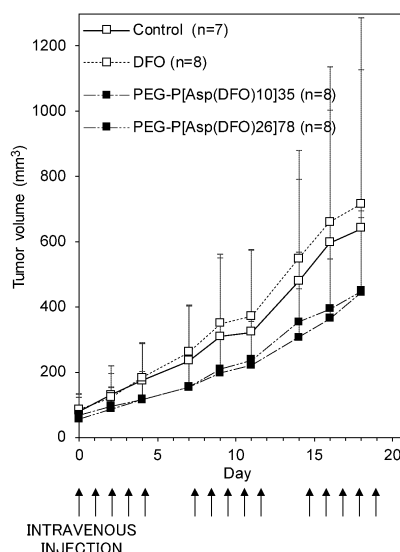 Control (n=7)
DFO (n=8)
PEG-P[Asp(DFO)10]35 (n=8)
PEG-P[Asp(DFO)26]78 (n=8)
Tumor volume (mm³)
1200
1000
800
600
400
200
0
0 5 10 15 20
Day
INTRAVENOUS
INJECTION